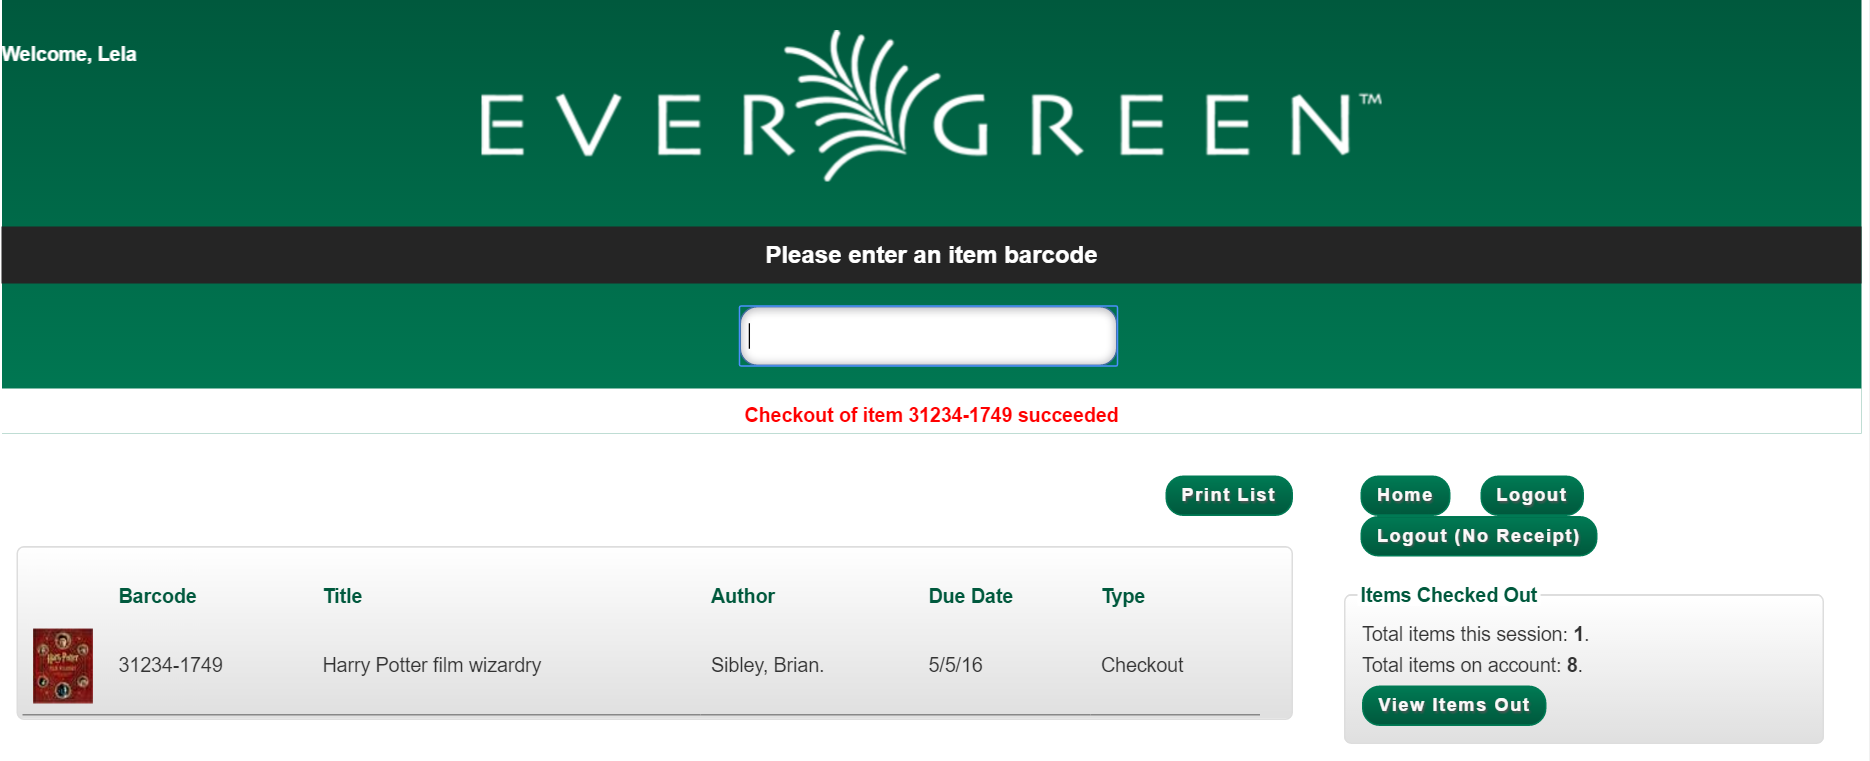 Welcome, Lela
EVERGREEN™
Please enter an item barcode
Checkout of item 31234-1749 succeeded
Print List
Home Logout
Logout (No Receipt)
Barcode Title Author Due Date Type
31234-1749 Harry Potter film wizardry Sibley, Brian. 5/5/16 Checkout
Harry Potter
Items Checked Out
Total items this session: 1.
Total items on account: 8.
View Items Out